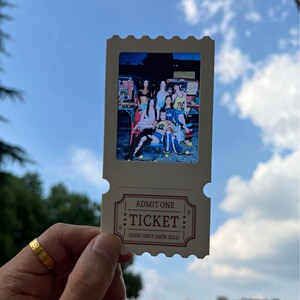 ADMIT ONE
TICKET
GOOD ONLY DATE SOLD